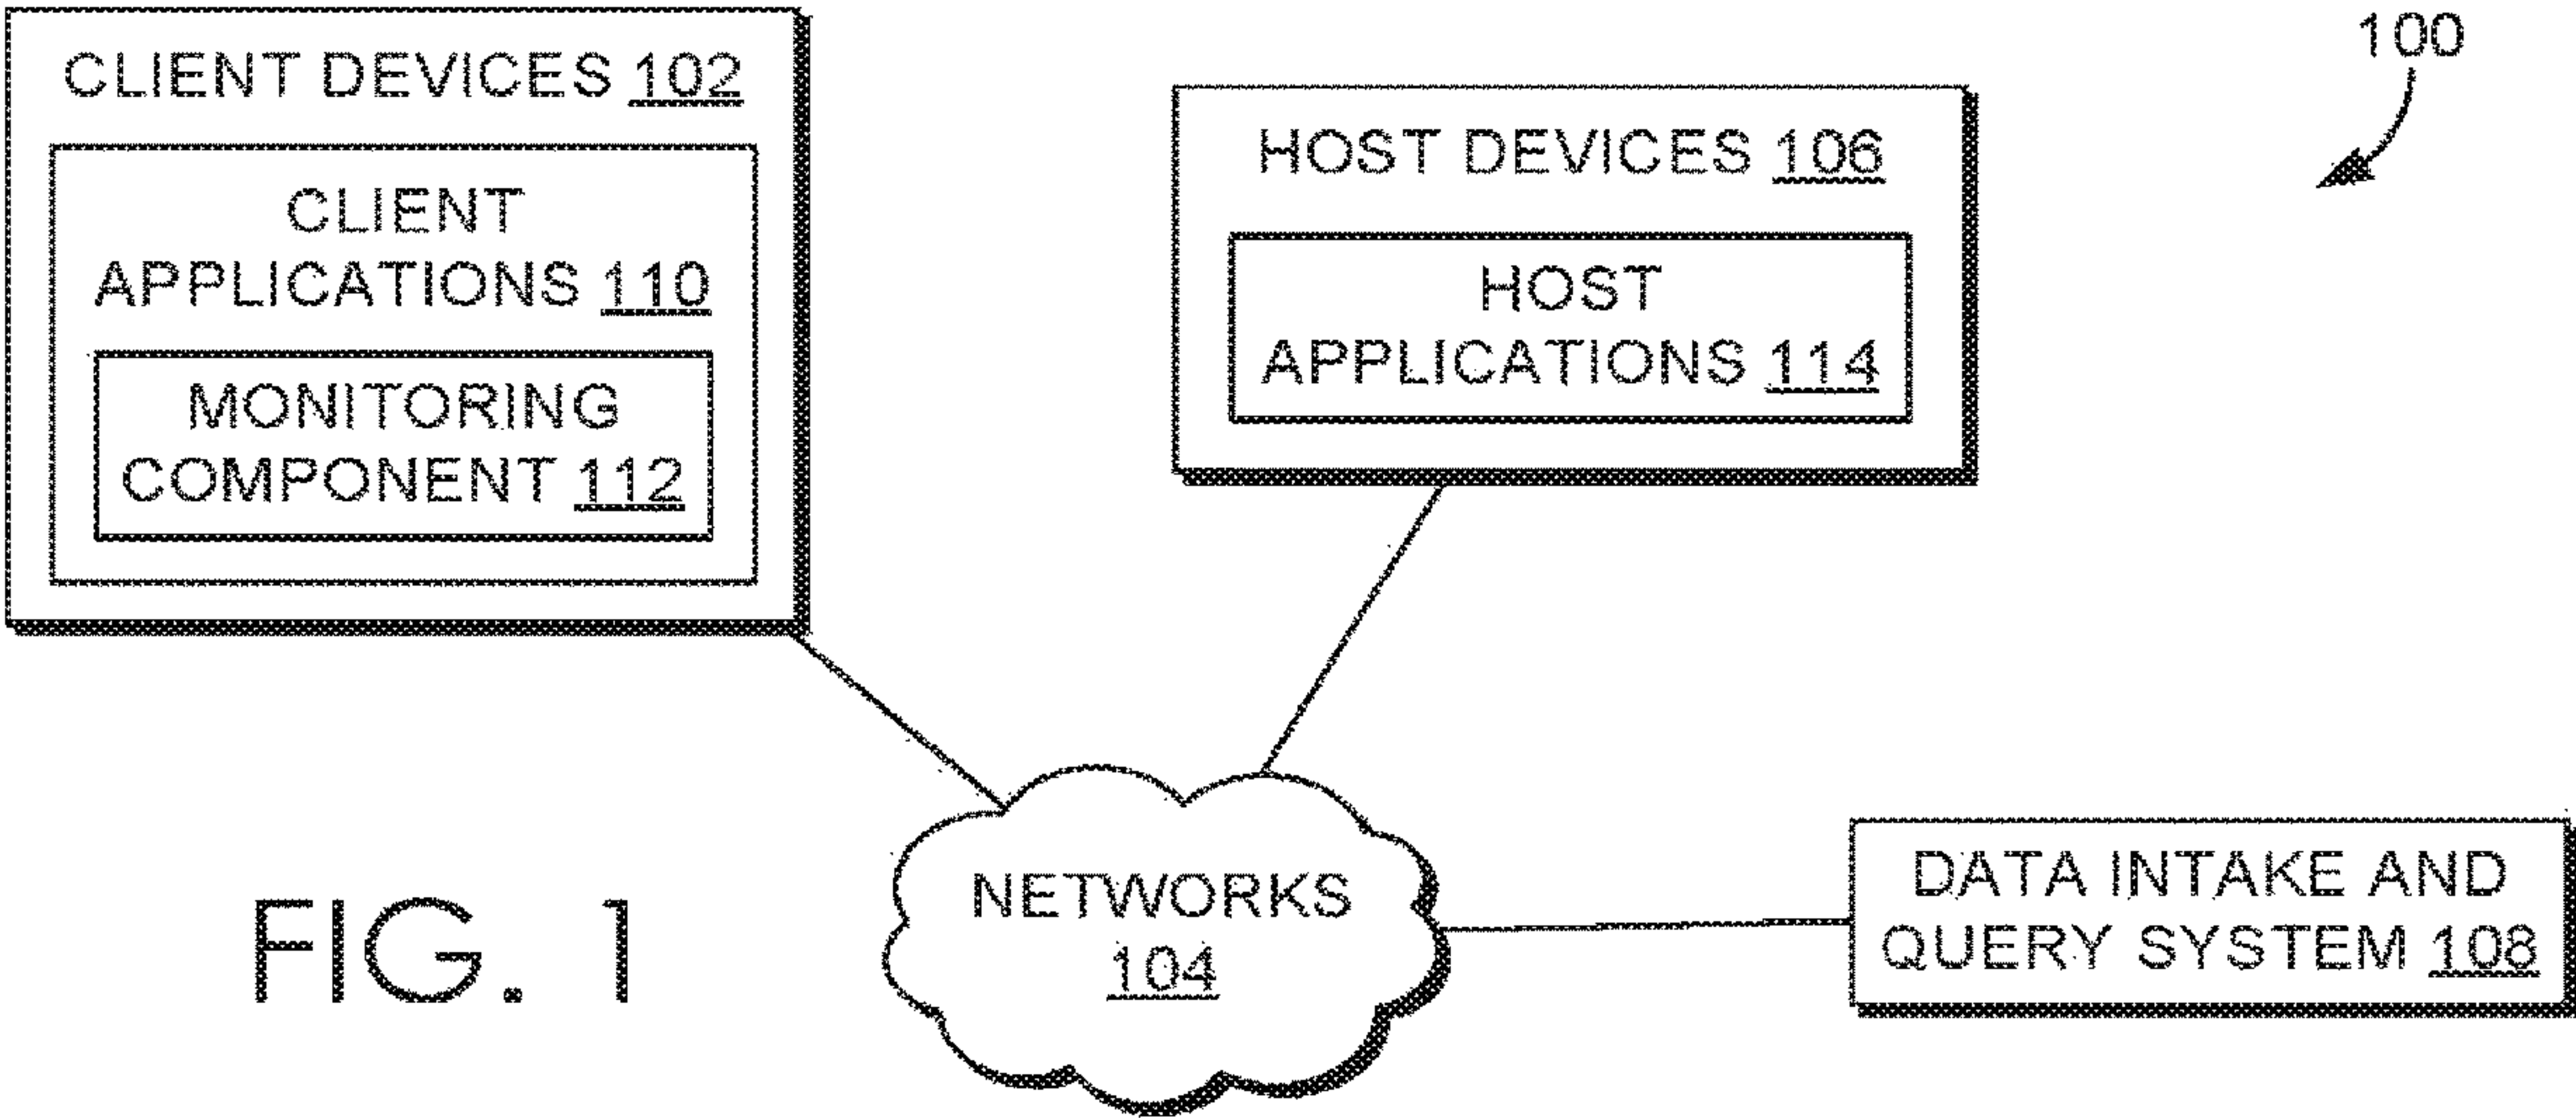 100
CLIENT DEVICES 102
CLIENT
APPLICATIONS 110
MONITORING
COMPONENT 112
HOST DEVICES 106
HOST
APPLICATIONS 114
NETWORKS
104
DATA INTAKE AND
QUERY SYSTEM 108
FIG. 1